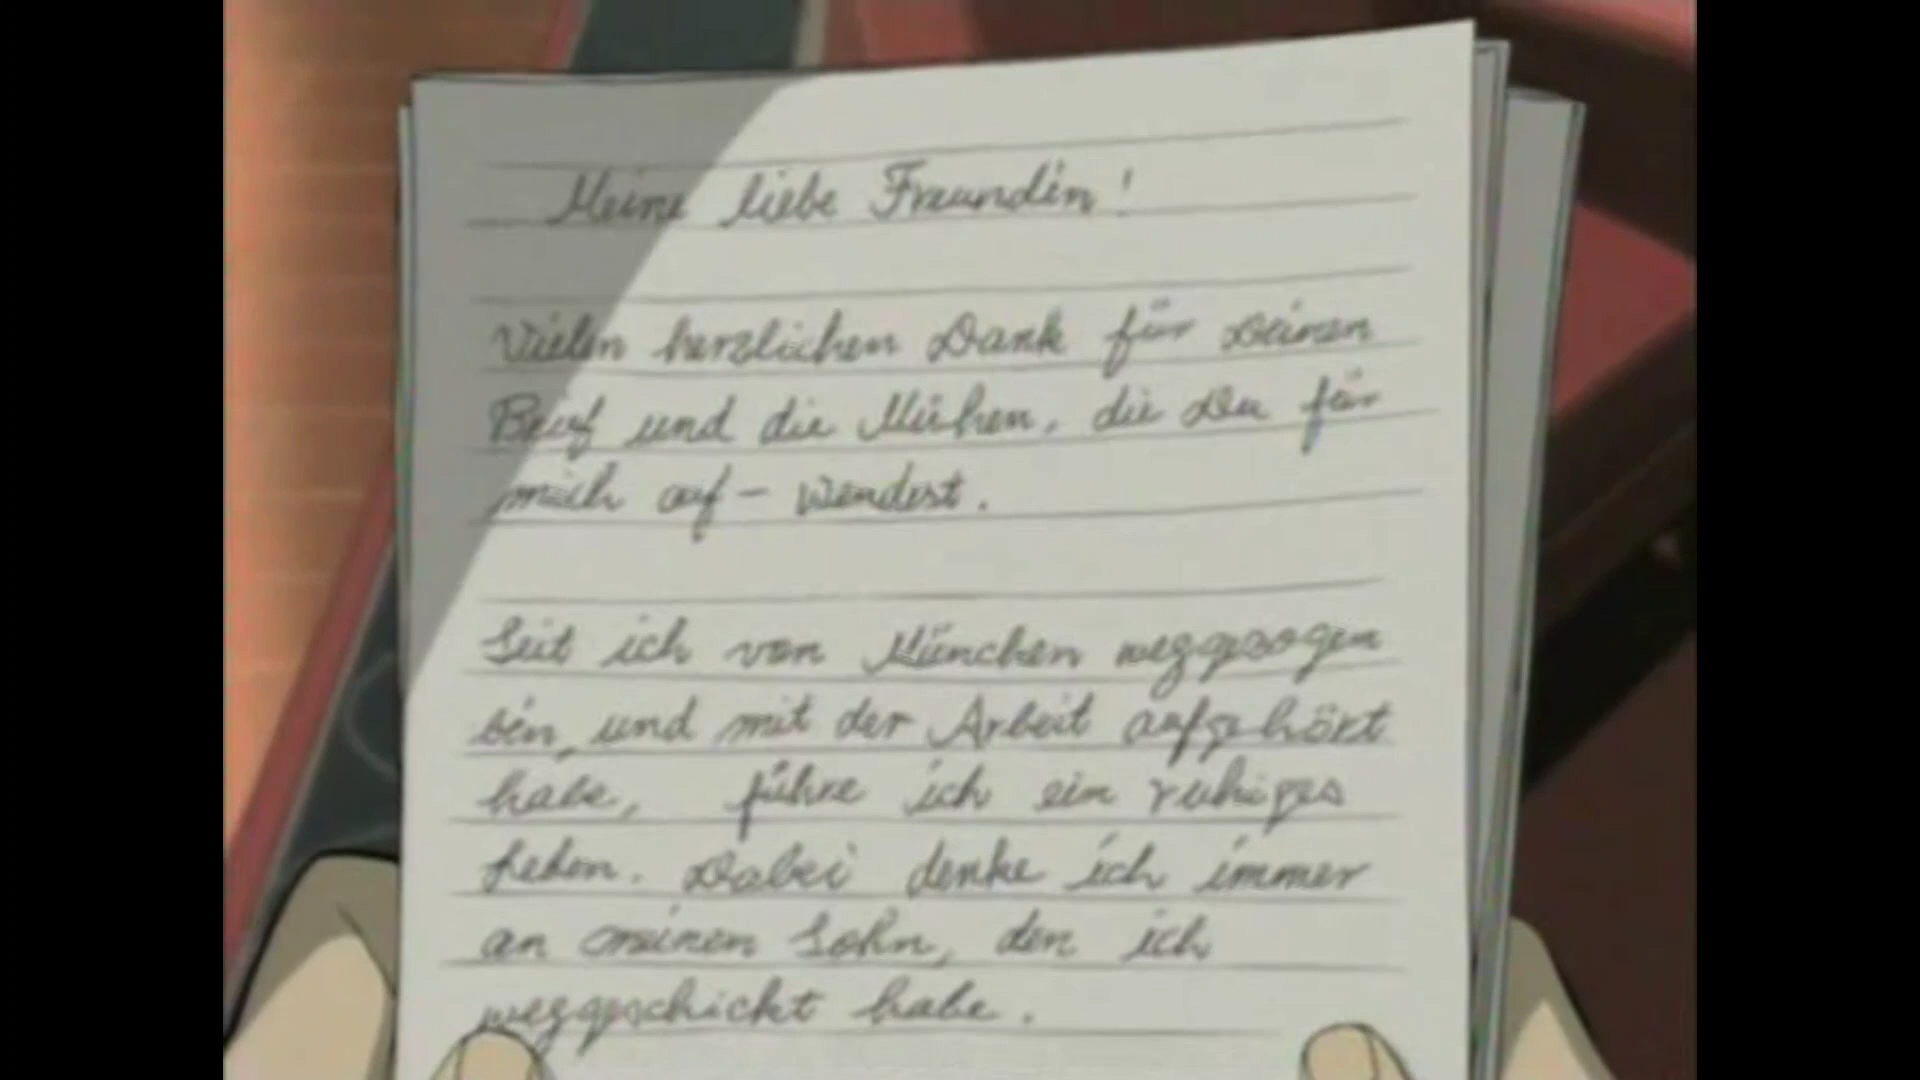 Meine liebe Freundin!
Vielen herzlichen Dank für Deinen
Brief und die Mühen, die Du für
mich auf- wendest.
Seit ich von München weggezogen
bin, und mit der Arbeit aufgehört
habe, führe ich ein ruhiges
Leben. Dabei denke ich immer
an meinen Sohn, den ich
weggeschickt habe.